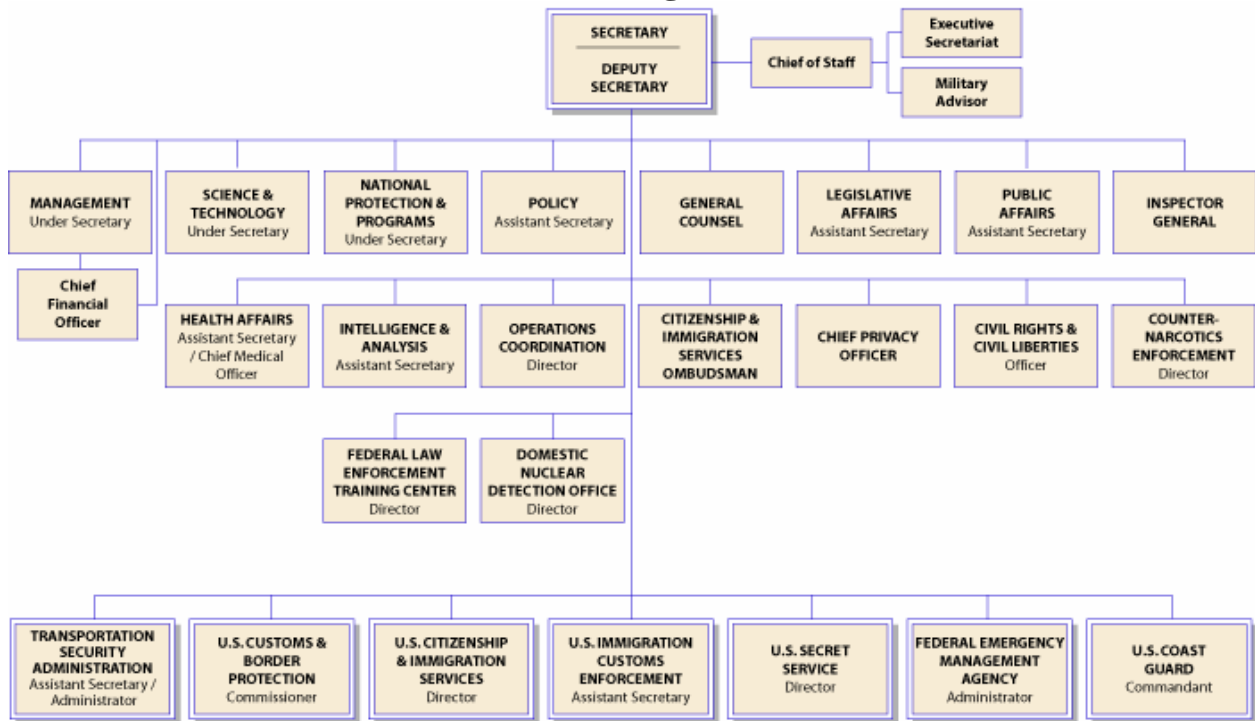 SECRETARY
DEPUTY
SECRETARY
Chief of Staff
Executive
Secretariat
Military
Advisor
MANAGEMENT
Under Secretary
SCIENCE &
TECHNOLOGY
Under Secretary
NATIONAL
PROTECTION &
PROGRAMS
Under Secretary
POLICY
Assistant Secretary
GENERAL
COUNSEL
LEGISLATIVE
AFFAIRS
Assistant Secretary
PUBLIC
AFFAIRS
Assistant Secretary
INSPECTOR
GENERAL
Chief
Financial
Officer
HEALTH AFFAIRS
Assistant Secretary
/ Chief Medical
Officer
INTELLIGENCE &
ANALYSIS
Assistant Secretary
OPERATIONS
COORDINATION
Director
CITIZENSHIP &
IMMIGRATION
SERVICES
OMBUDSMAN
CHIEF PRIVACY
OFFICER
CIVIL RIGHTS &
CIVIL LIBERTIES
Officer
COUNTER-
NARCOTICS
ENFORCEMENT
Director
FEDERAL LAW
ENFORCEMENT
TRAINING CENTER
Director
DOMESTIC
NUCLEAR
DETECTION OFFICE
Director
TRANSPORTATION
SECURITY
ADMINISTRATION
Assistant Secretary /
Administrator
U.S. CUSTOMS &
BORDER
PROTECTION
Commissioner
U.S. CITIZENSHIP
& IMMIGRATION
SERVICES
Director
U.S. IMMIGRATION
CUSTOMS
ENFORCEMENT
Assistant Secretary
U.S. SECRET
SERVICE
Director
FEDERAL EMERGENCY
MANAGEMENT
AGENCY
Administrator
U.S. COAST
GUARD
Commandant